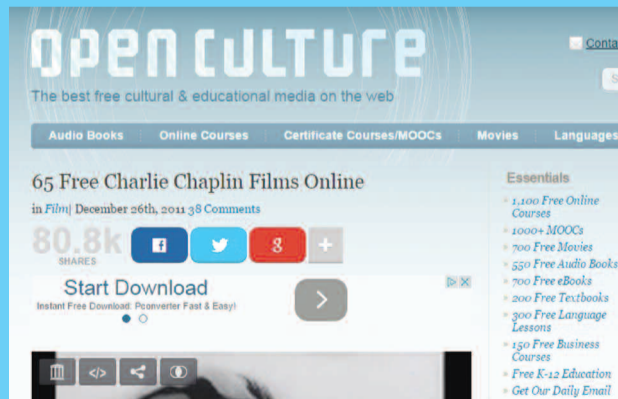 open culture
Conta
The best free cultural & educational media on the web
S
Audio Books Online Courses Certificate Courses/MOOCs Movies Languages
65 Free Charlie Chaplin Films Online
in Film| December 26th, 2011 38 Comments
80.8k
SHARES
f
8
+
Start Download
Instant Free Download: Pconverter Fast & Easy!
</>
Essentials
1,100 Free Online
Courses
1000+ MOOCs
700 Free Movies
550 Free Audio Books
700 Free eBooks
200 Free Textbooks
300 Free Language
Lessons
150 Free Business
Courses
Free K-12 Education
Get Our Daily Email